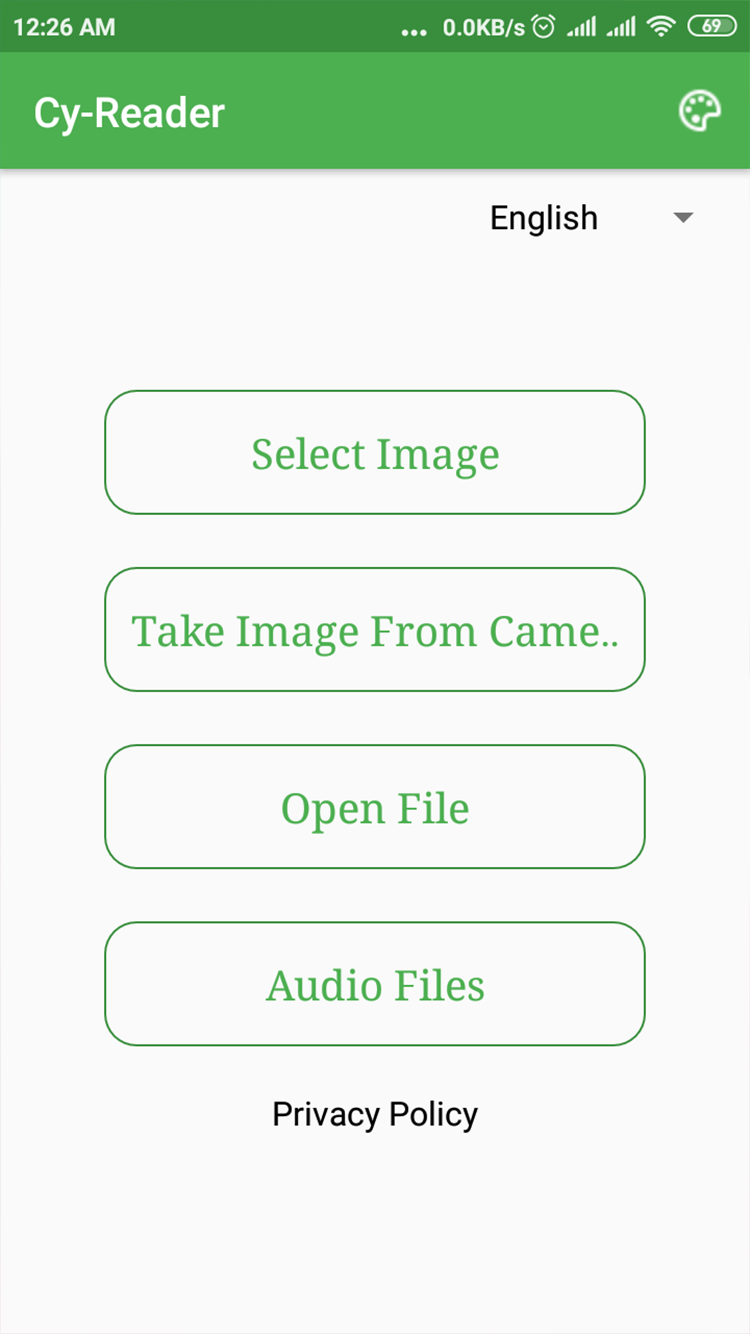 12:26 AM ... 0.0KB/s 69
Cy-Reader
English
Select Image
Take Image From Came..
Open File
Audio Files
Privacy Policy